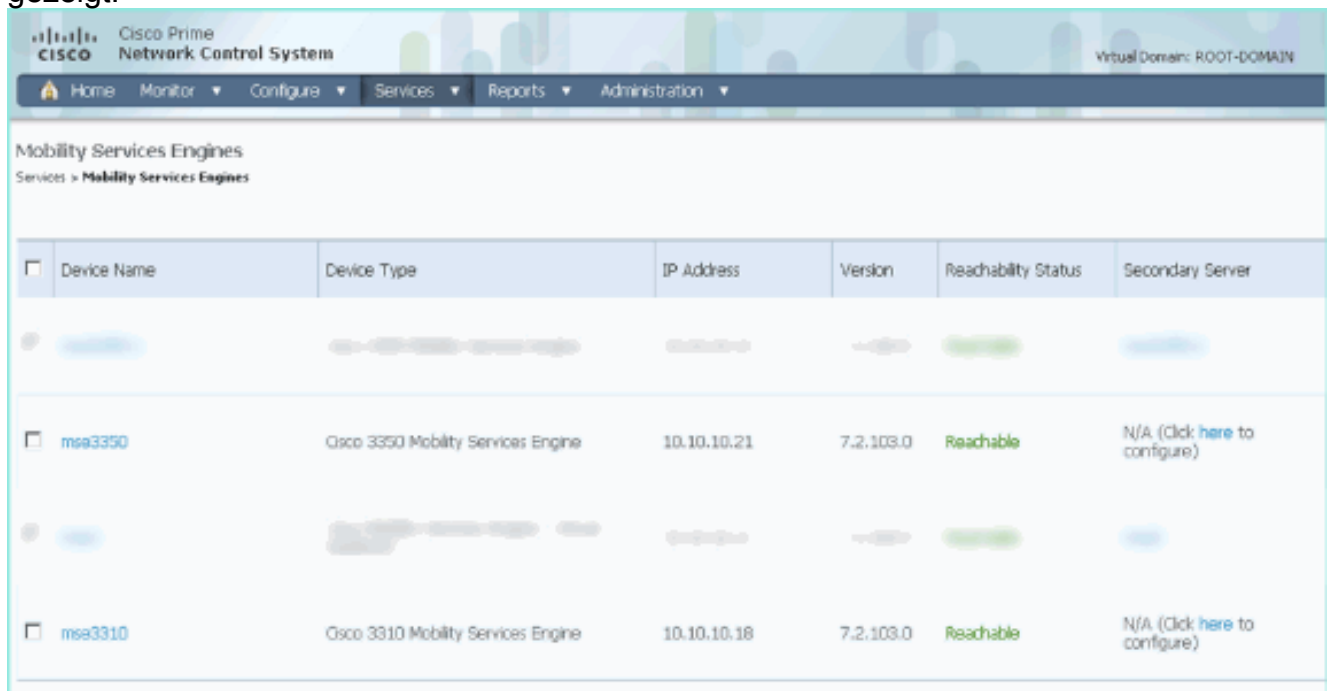 gezeigt.
Cisco Prime
CISCO Network Control System
Virtual Domain: ROOT-DOMAIN
Home Monitor Configure Services Reports Administration
Mobility Services Engines
Services > Mobility Services Engines
Device Name Device Type IP Address Version Reachability Status Secondary Server
mse3350 Cisco 3350 Mobility Services Engine 10.10.10.21 7.2.103.0 Reachable N/A (Click here to
configure)
mse3310 Cisco 3310 Mobility Services Engine 10.10.10.18 7.2.103.0 Reachable N/A (Click here to
configure)